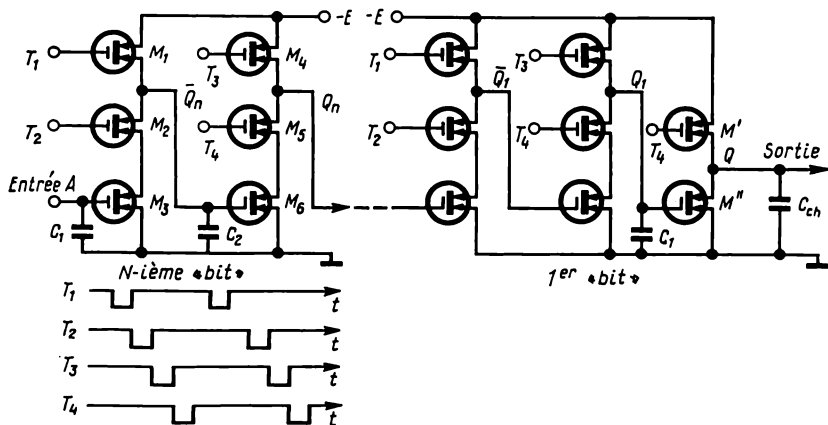 -E -E
T₁ M₁ T₃ M₄ T₁ T₃
Q̄ₙ Qₙ Q̄₁ Q₁
T₂ M₂ T₄ M₅ T₂ T₄ T₄ M′
Q Sortie
Entrée A M₃ M₆ M″
C₁ C₂ C₁ C_ch
N-ième «bit» 1er «bit»
T₁ t
T₂ t
T₃ t
T₄ t